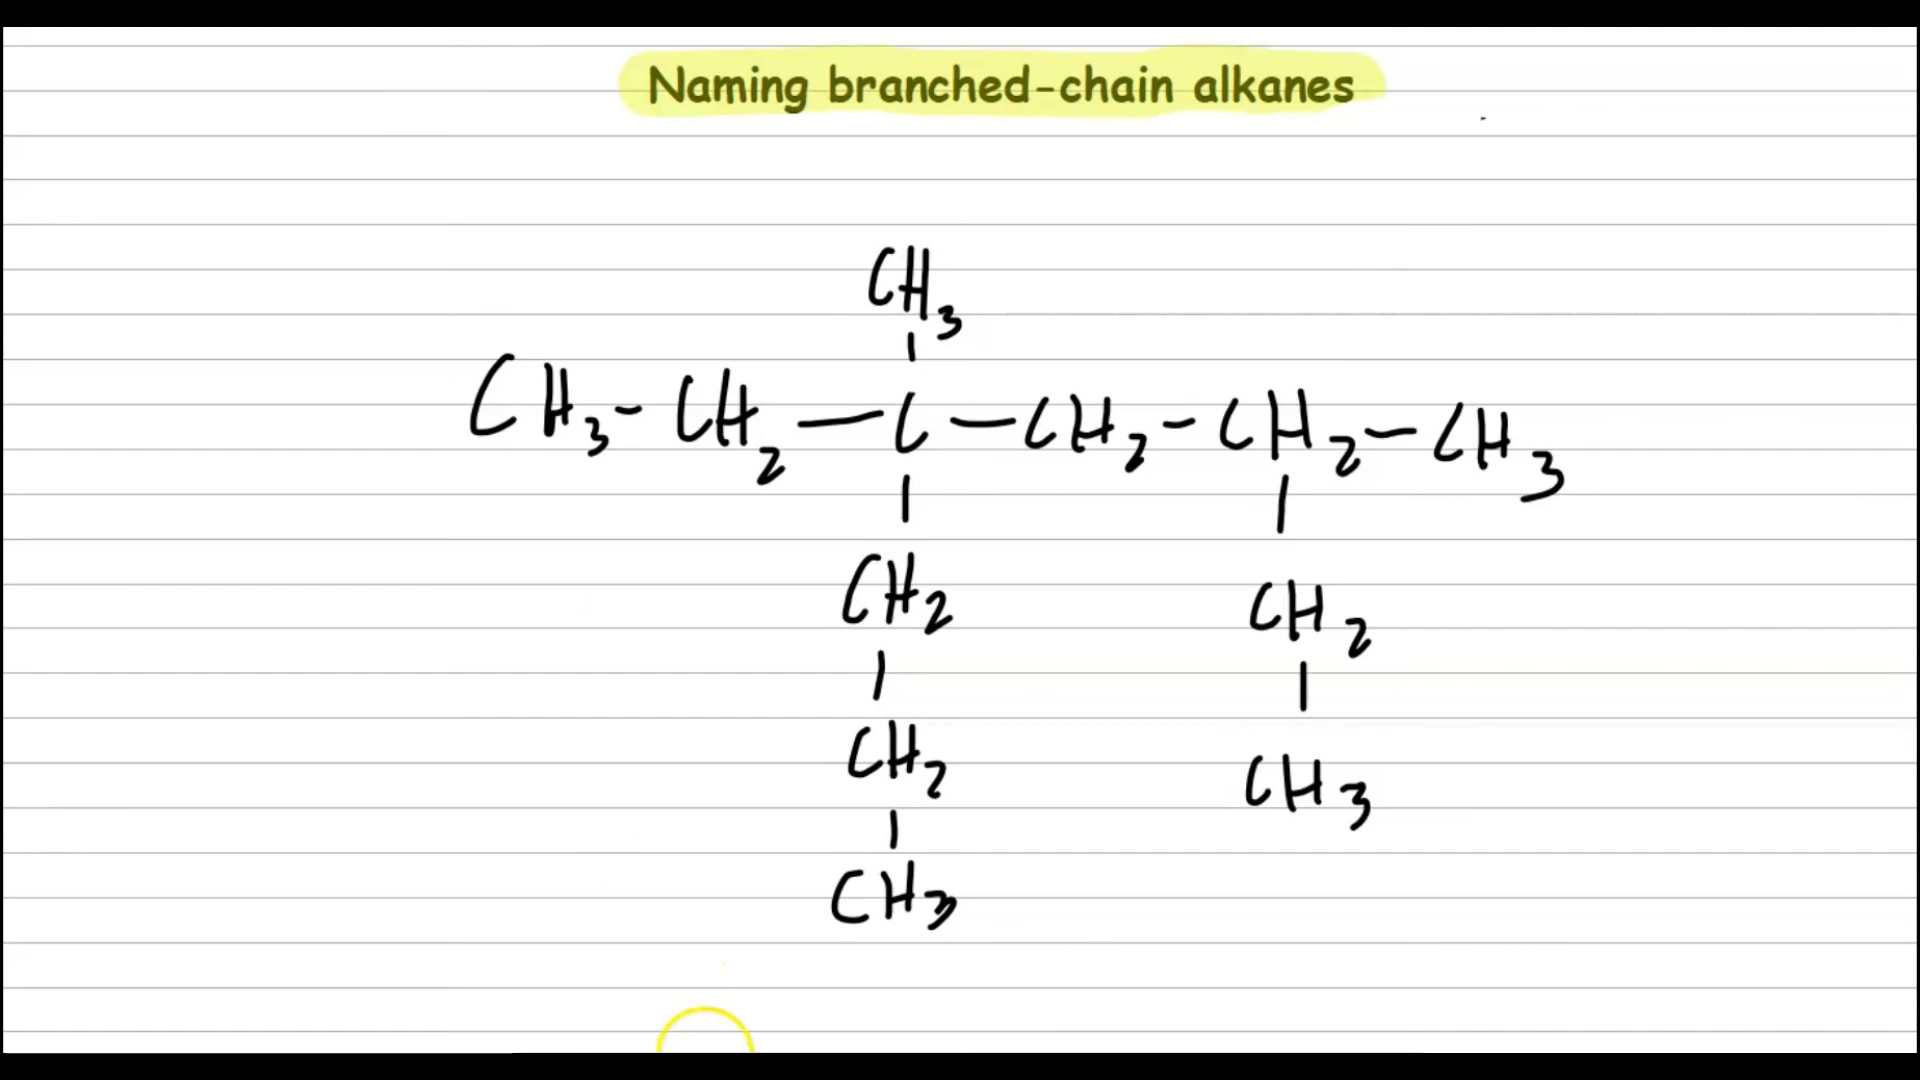 Naming branched-chain alkanes
CH3
CH3-CH2-C-CH2-CH2-CH3
CH2 CH2
CH2 CH3
CH3